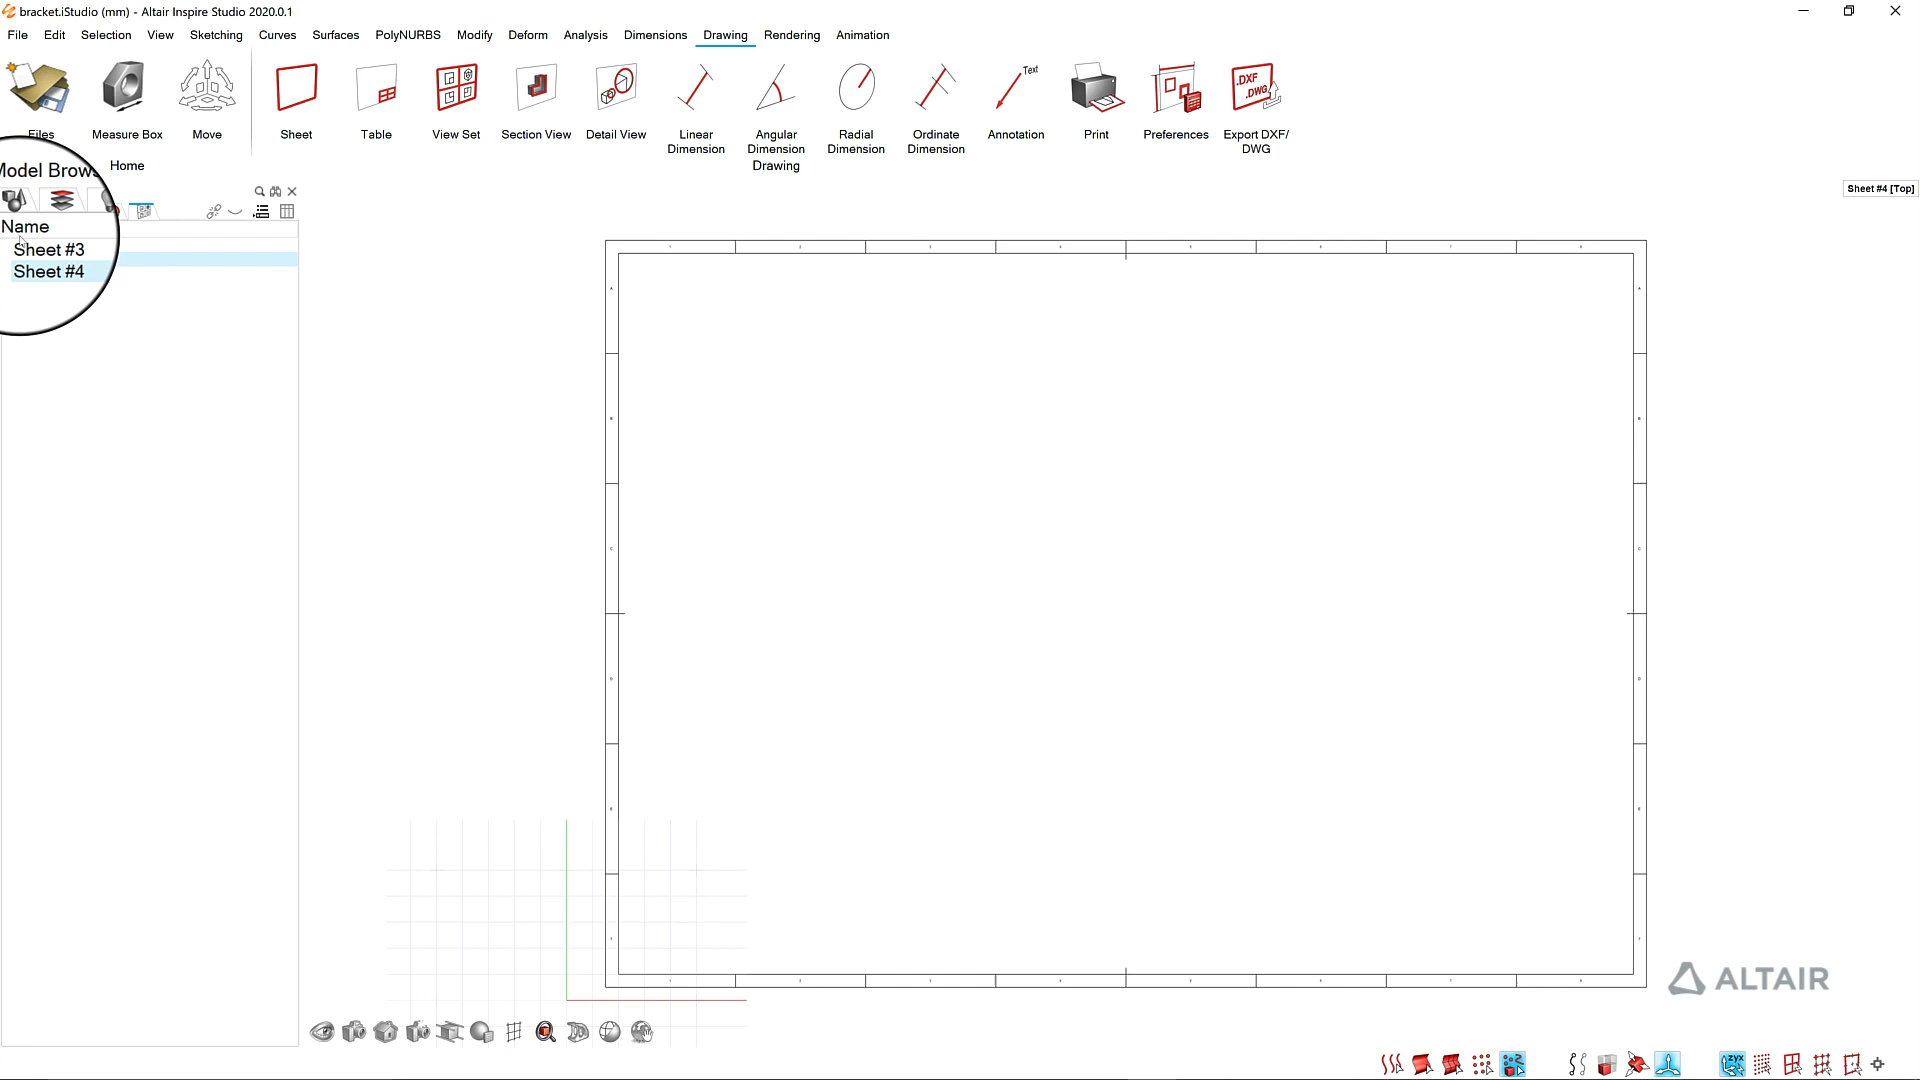 bracket.iStudio (mm) - Altair Inspire Studio 2020.0.1
File Edit Selection View Sketching Curves Surfaces PolyNURBS Modify Deform Analysis Dimensions Drawing Rendering Animation
Files Measure Box Move Sheet Table View Set Section View Detail View Linear Dimension Angular Dimension Radial Dimension Ordinate Dimension Annotation Print Preferences Export DXF/ DWG
Text
.DXF
.DWG
Home
Drawing
Model Brows
Sheet #4 [Top]
Name
Sheet #3
Sheet #4
ALTAIR
zyx